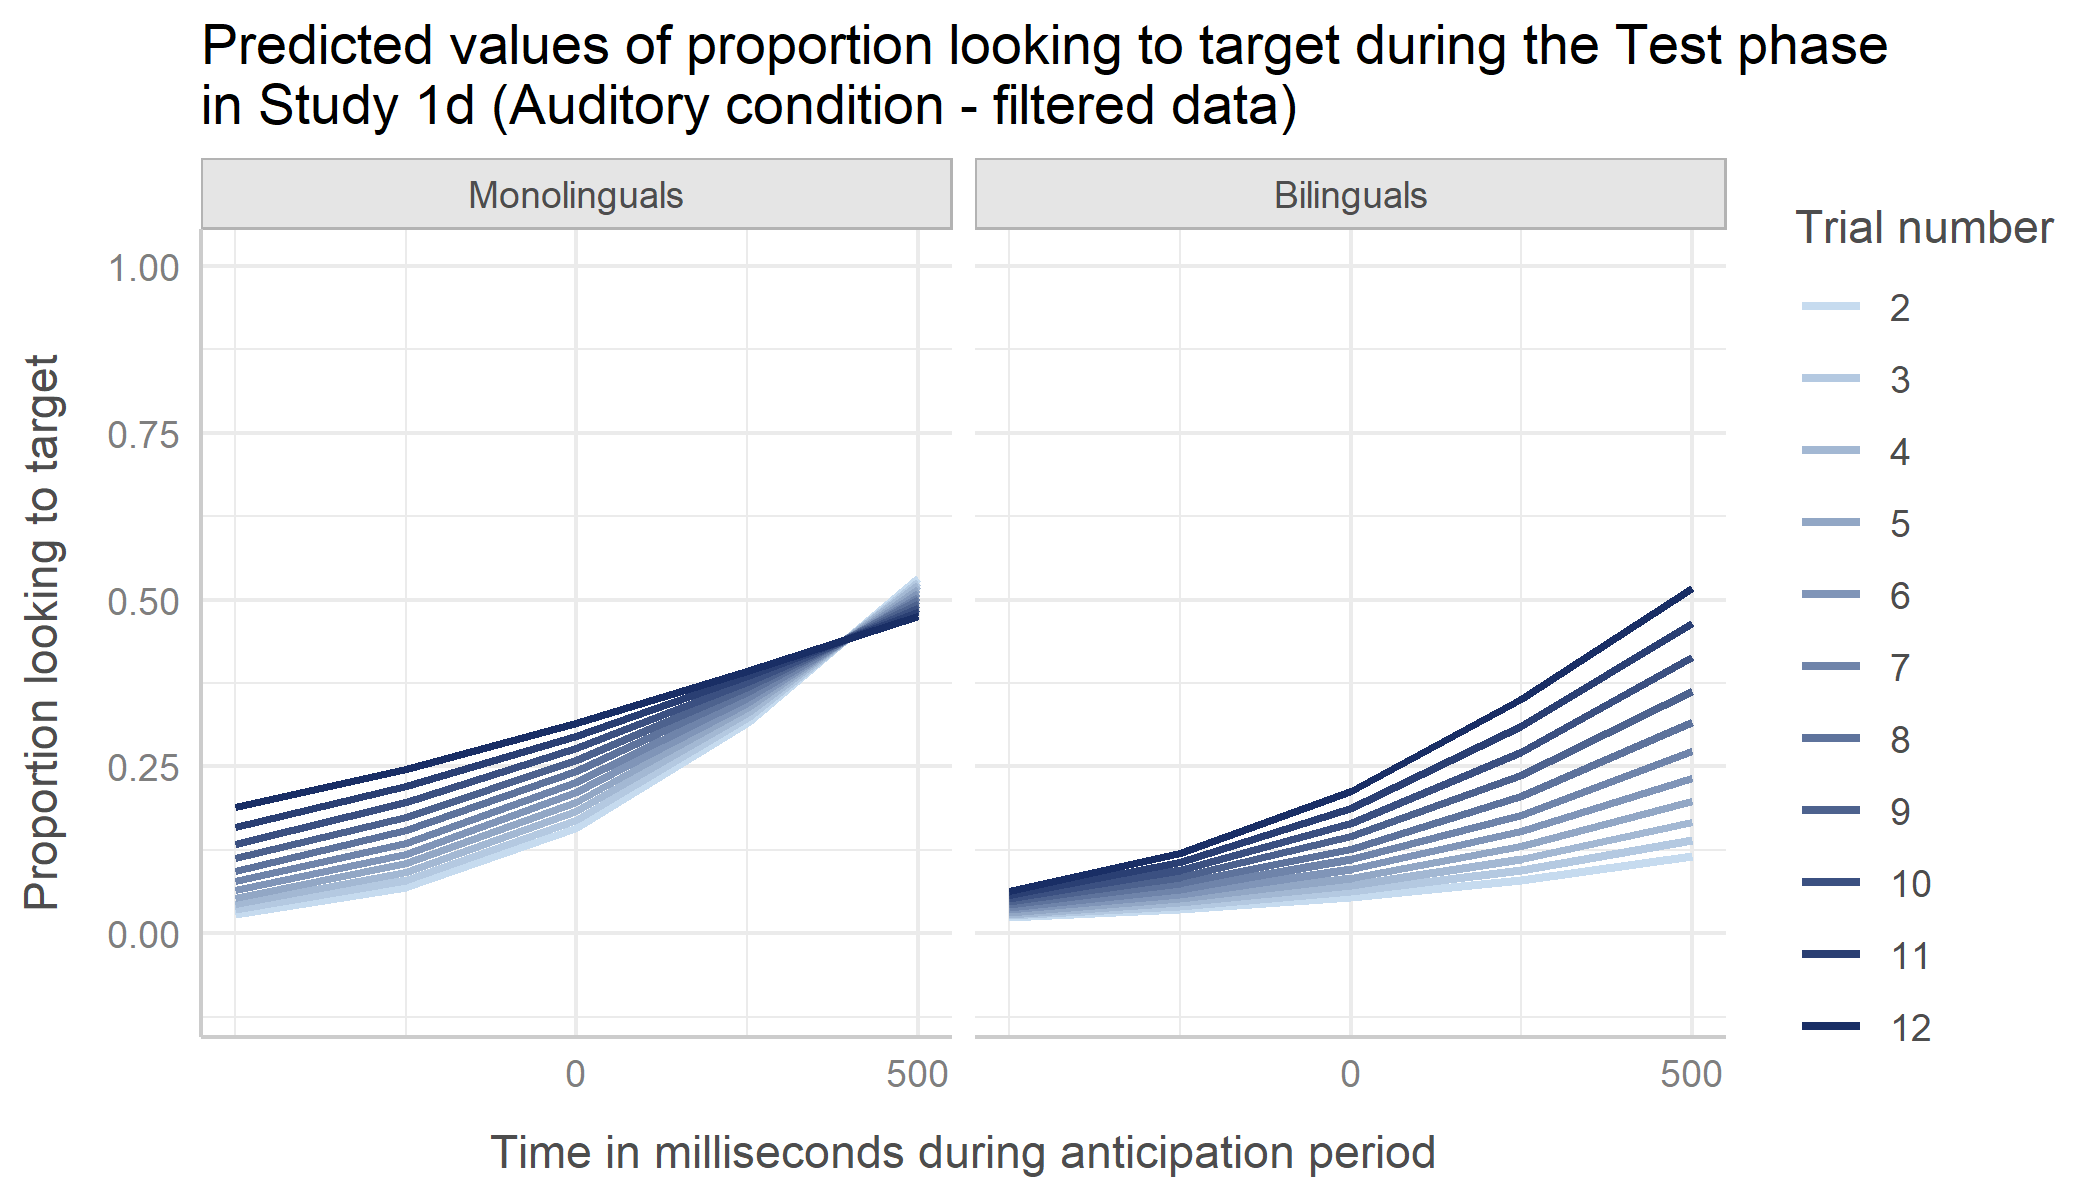 Predicted values of proportion looking to target during the Test phase
in Study 1d (Auditory condition - filtered data)
Monolinguals
Bilinguals
Trial number
2
3
4
5
6
7
8
9
10
11
12
Proportion looking to target
1.00
0.75
0.50
0.25
0.00
0
500
0
500
Time in milliseconds during anticipation period